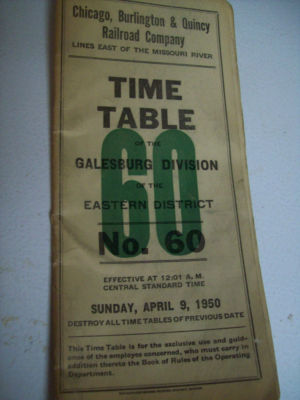 Chicago, Burlington & Quincy
Railroad Company
LINES EAST OF THE MISSOURI RIVER
TIME
TABLE
OF THE
GALESBURG DIVISION
OF THE
EASTERN DISTRICT
60
No. 60
EFFECTIVE AT 12:01 A. M.
CENTRAL STANDARD TIME
SUNDAY, APRIL 9, 1950
DESTROY ALL TIME TABLES OF PREVIOUS DATE
This Time Table is for the exclusive use and guid-
ance of the employes concerned, who must carry in
addition thereto the Book of Rules of the Operating
Department.